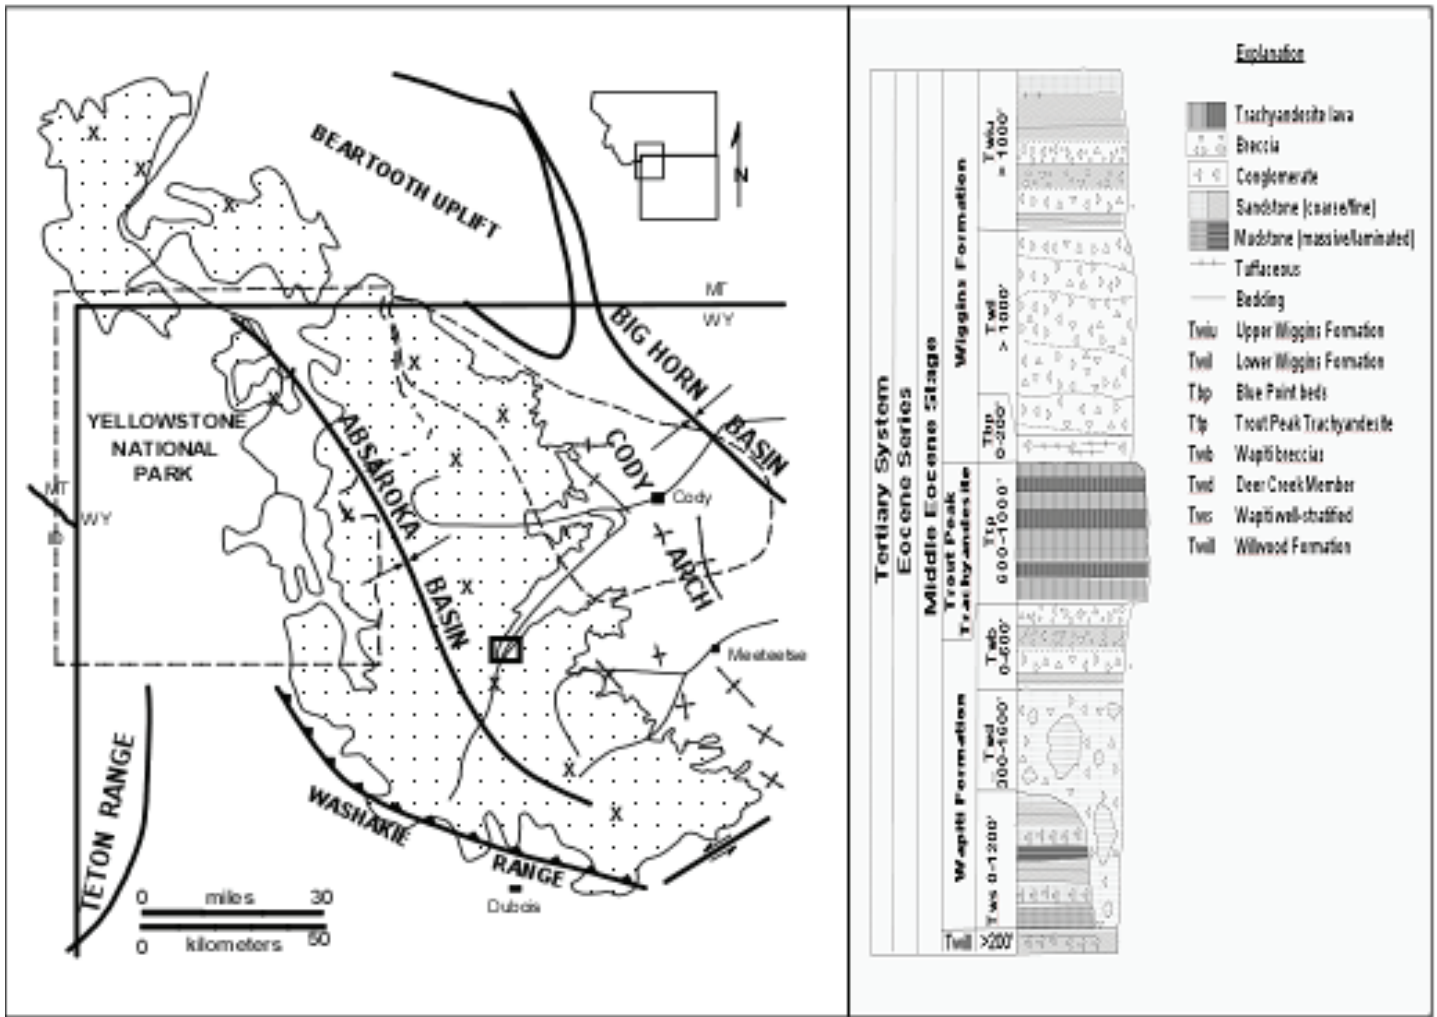 BEARTOOTH UPLIFT
N
MT
WY
BIG HORN
BASIN
YELLOWSTONE
NATIONAL
PARK
ABSAROKA
BASIN
CODY
ARCH
Cody
MT
WY
ID
Meeteetse
TETON RANGE
WASHAKIE
RANGE
Dubois
0 miles 30
0 kilometers 50
Tertiary System
Eocene Series
Middle Eocene Stage
Wiggins Formation
Trout Peak
Trachyandesite
Wapiti Formation
Twiu
≈ 1000'
Twil
> 1000'
Tbp
0-200'
Ttp
600-1000'
Twb
0-600'
Twd
Tws 0-1200'
Twll >200'
Explanation
Trachyandesite lava
Breccia
Conglomerate
Sandstone (coarse/fine)
Mudstone (massive/laminated)
Tuffaceous
Bedding
Twiu Upper Wiggins Formation
Twil Lower Wiggins Formation
Tbp Blue Point beds
Ttp Trout Peak Trachyandesite
Twb Wapiti breccias
Twd Deer Creek Member
Tws Wapiti well-stratified
Twll Willwood Formation